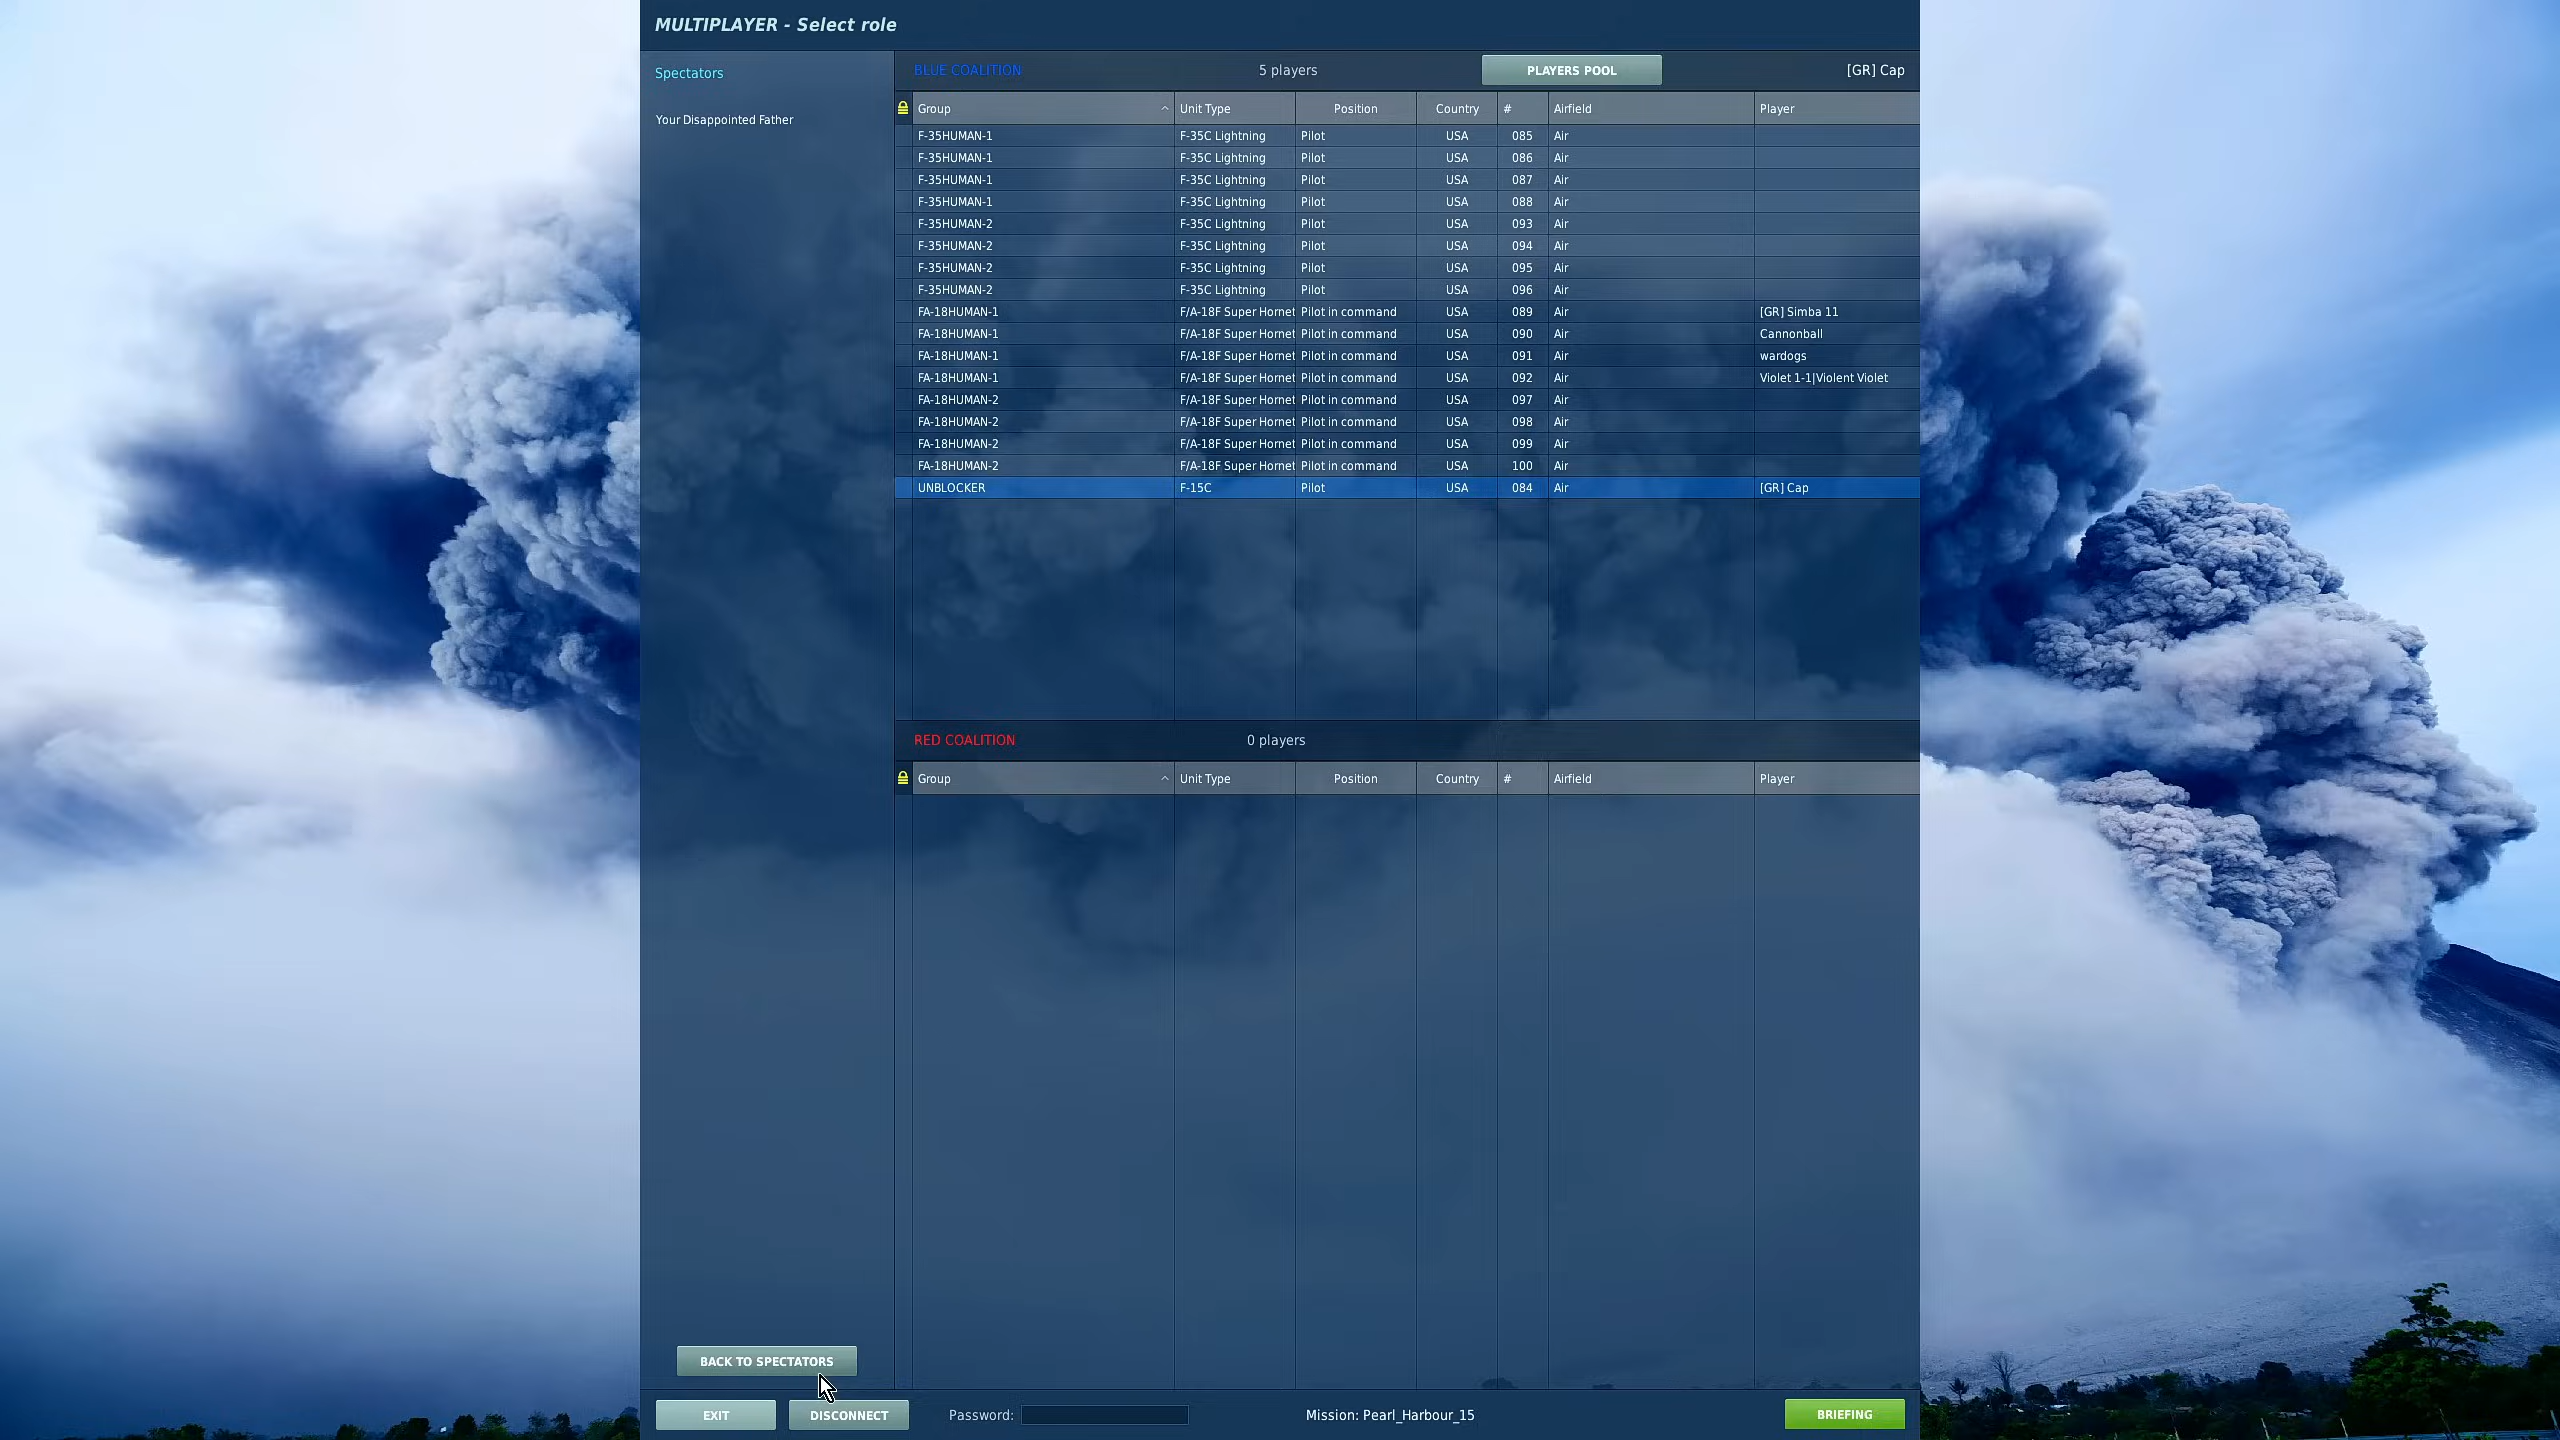 MULTIPLAYER - Select role
Spectators
Your Disappointed Father
BLUE COALITION 5 players PLAYERS POOL [GR] Cap
Group Unit Type Position Country # Airfield Player
F-35HUMAN-1 F-35C Lightning Pilot USA 085 Air
F-35HUMAN-1 F-35C Lightning Pilot USA 086 Air
F-35HUMAN-1 F-35C Lightning Pilot USA 087 Air
F-35HUMAN-1 F-35C Lightning Pilot USA 088 Air
F-35HUMAN-2 F-35C Lightning Pilot USA 093 Air
F-35HUMAN-2 F-35C Lightning Pilot USA 094 Air
F-35HUMAN-2 F-35C Lightning Pilot USA 095 Air
F-35HUMAN-2 F-35C Lightning Pilot USA 096 Air
FA-18HUMAN-1 F/A-18F Super Hornet Pilot in command USA 089 Air [GR] Simba 11
FA-18HUMAN-1 F/A-18F Super Hornet Pilot in command USA 090 Air Cannonball
FA-18HUMAN-1 F/A-18F Super Hornet Pilot in command USA 091 Air wardogs
FA-18HUMAN-1 F/A-18F Super Hornet Pilot in command USA 092 Air Violet 1-1|Violent Violet
FA-18HUMAN-2 F/A-18F Super Hornet Pilot in command USA 097 Air
FA-18HUMAN-2 F/A-18F Super Hornet Pilot in command USA 098 Air
FA-18HUMAN-2 F/A-18F Super Hornet Pilot in command USA 099 Air
FA-18HUMAN-2 F/A-18F Super Hornet Pilot in command USA 100 Air
UNBLOCKER F-15C Pilot USA 084 Air [GR] Cap
RED COALITION 0 players
Group Unit Type Position Country # Airfield Player
BACK TO SPECTATORS
EXIT DISCONNECT Password: Mission: Pearl_Harbour_15 BRIEFING